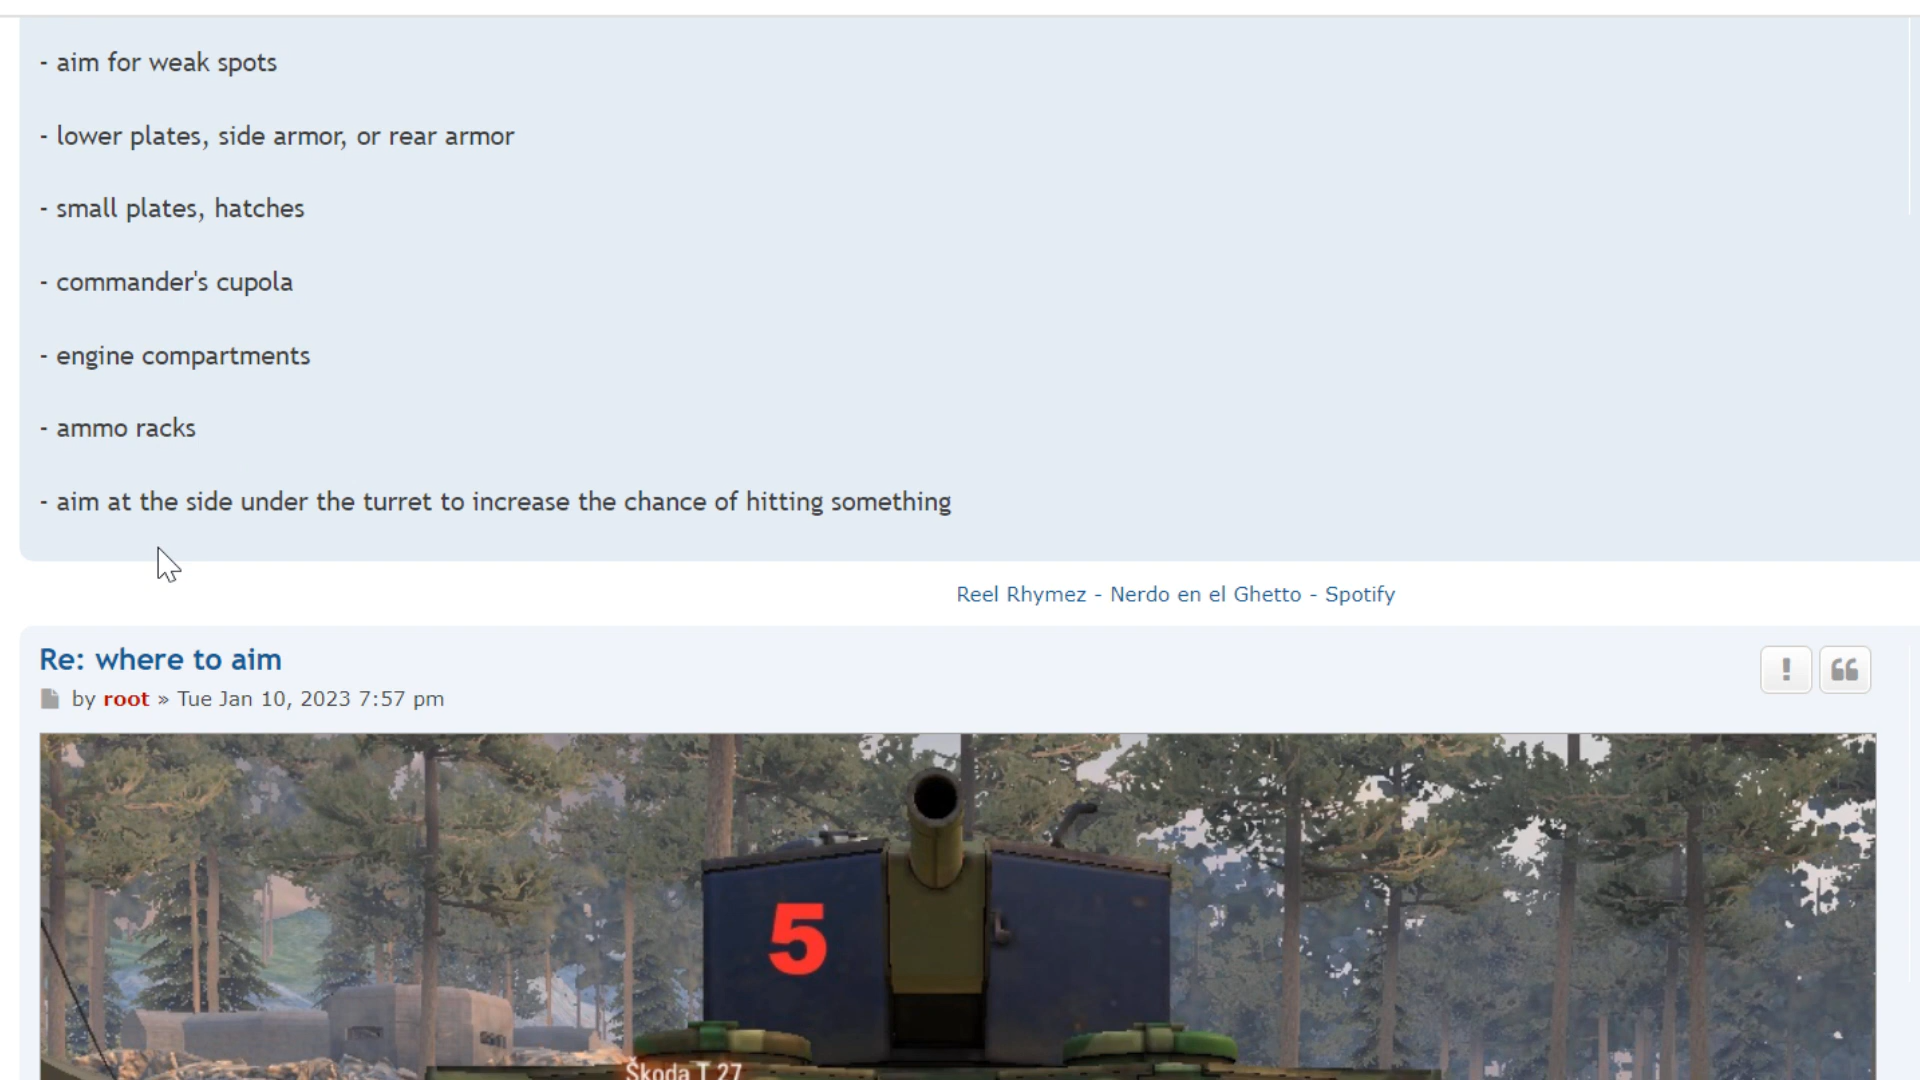 - aim for weak spots
- lower plates, side armor, or rear armor
- small plates, hatches
- commander's cupola
- engine compartments
- ammo racks
- aim at the side under the turret to increase the chance of hitting something
Reel Rhymez - Nerdo en el Ghetto - Spotify
Re: where to aim
by root » Tue Jan 10, 2023 7:57 pm
5
Škoda T 27